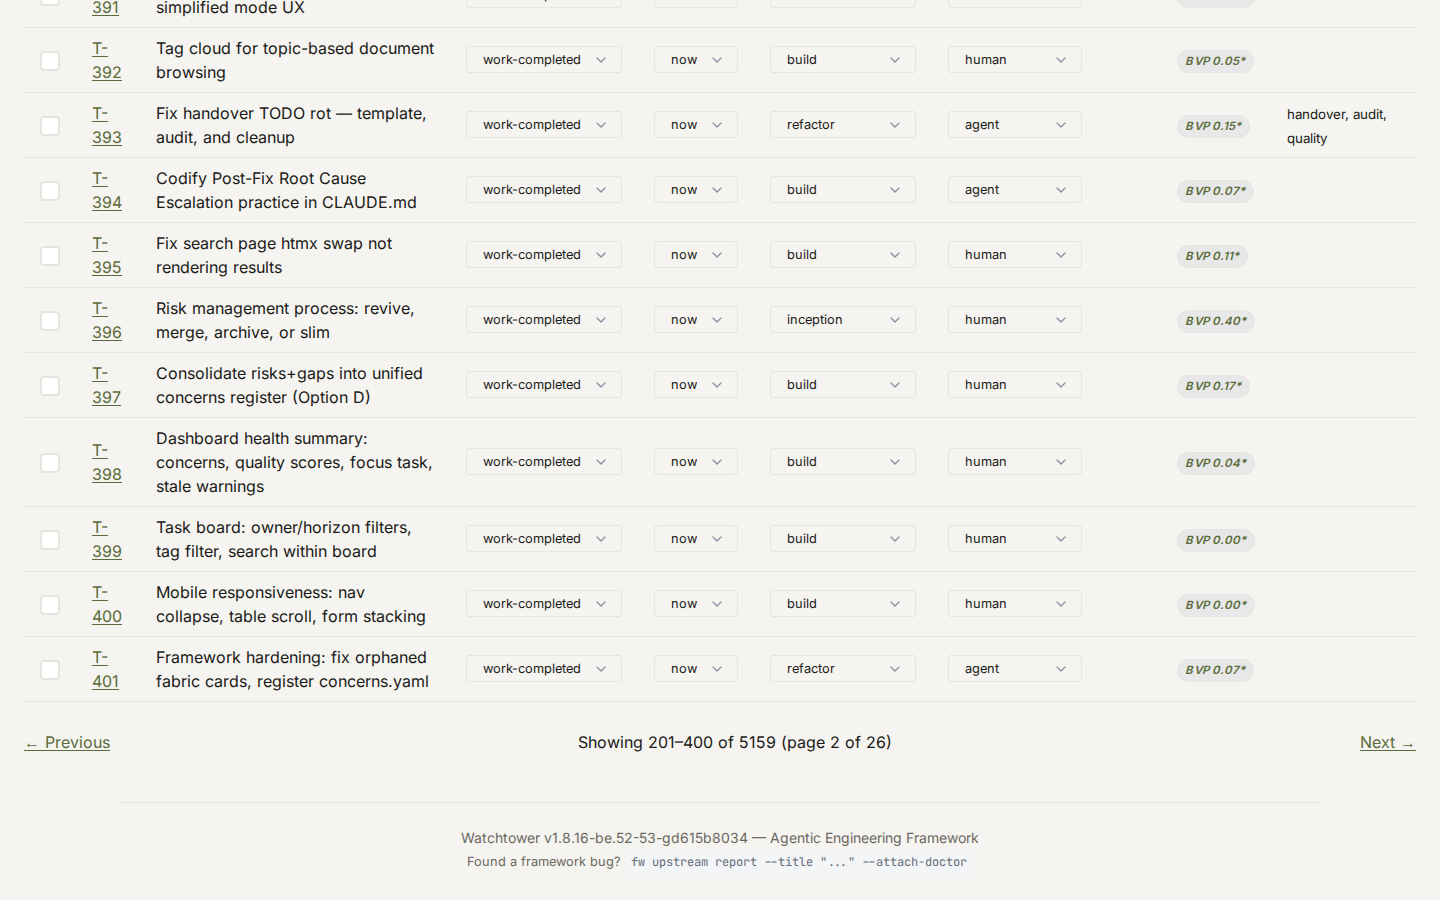 391 simplified mode UX
T- Tag cloud for topic-based document
392 browsing work-completed now build human BVP 0.05*
T- Fix handover TODO rot — template,
393 audit, and cleanup work-completed now refactor agent BVP 0.15* handover, audit, quality
T- Codify Post-Fix Root Cause
394 Escalation practice in CLAUDE.md work-completed now build agent BVP 0.07*
T- Fix search page htmx swap not
395 rendering results work-completed now build human BVP 0.11*
T- Risk management process: revive,
396 merge, archive, or slim work-completed now inception human BVP 0.40*
T- Consolidate risks+gaps into unified
397 concerns register (Option D) work-completed now build human BVP 0.17*
Dashboard health summary:
T- concerns, quality scores, focus task,
398 stale warnings work-completed now build human BVP 0.04*
T- Task board: owner/horizon filters,
399 tag filter, search within board work-completed now build human BVP 0.00*
T- Mobile responsiveness: nav
400 collapse, table scroll, form stacking work-completed now build human BVP 0.00*
T- Framework hardening: fix orphaned
401 fabric cards, register concerns.yaml work-completed now refactor agent BVP 0.07*
← Previous Showing 201–400 of 5159 (page 2 of 26) Next →
Watchtower v1.8.16-be.52-53-gd615b8034 — Agentic Engineering Framework
Found a framework bug? fw upstream report --title "..." --attach-doctor